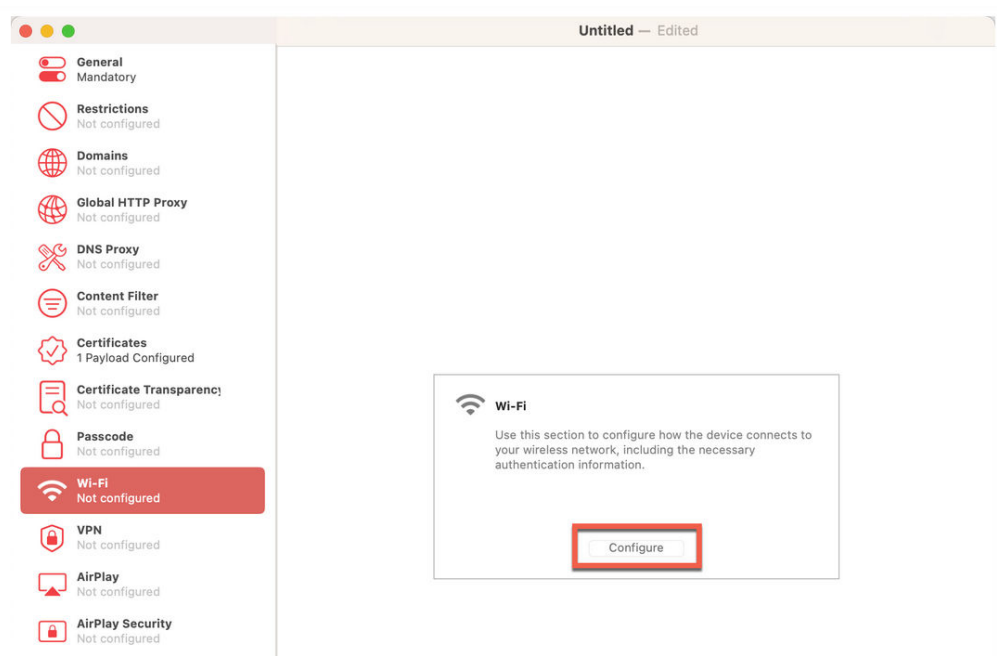 Untitled — Edited
General
Mandatory
Restrictions
Not configured
Domains
Not configured
Global HTTP Proxy
Not configured
DNS Proxy
Not configured
Content Filter
Not configured
Certificates
1 Payload Configured
Certificate Transparency
Not configured
Passcode
Not configured
Wi-Fi
Not configured
VPN
Not configured
AirPlay
Not configured
AirPlay Security
Not configured
Wi-Fi
Use this section to configure how the device connects to
your wireless network, including the necessary
authentication information.
Configure